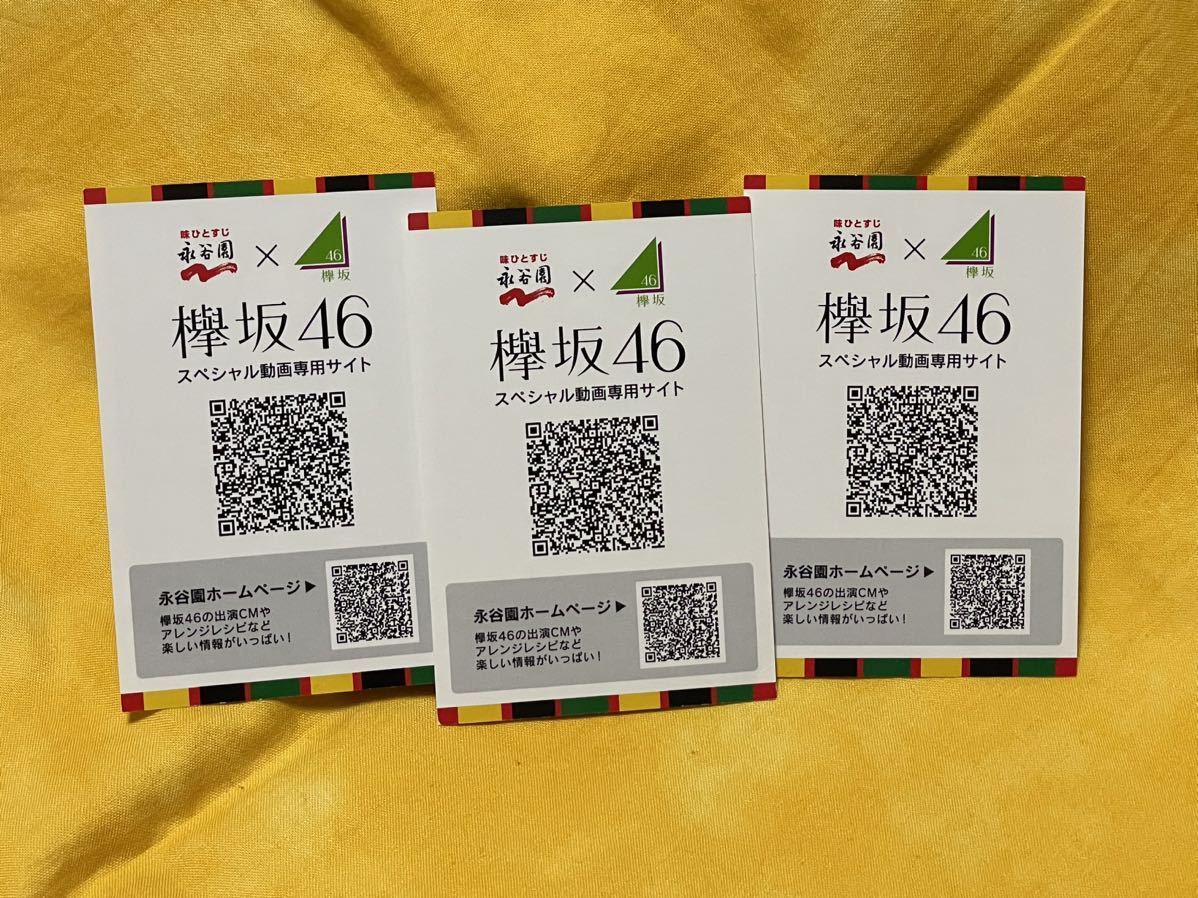 味ひとすじ
永谷園
×
46
欅坂
欅坂46
スペシャル動画専用サイト
永谷園ホームページ▶
欅坂46の出演CMや
アレンジレシピなど
楽しい情報がいっぱい!
味ひとすじ
永谷園
×
46
欅坂
欅坂46
スペシャル動画専用サイト
永谷園ホームページ▶
欅坂46の出演CMや
アレンジレシピなど
楽しい情報がいっぱい!
味ひとすじ
永谷園
×
46
欅坂
欅坂46
スペシャル動画専用サイト
永谷園ホームページ▶
欅坂46の出演CMや
アレンジレシピなど
楽しい情報がいっぱい!